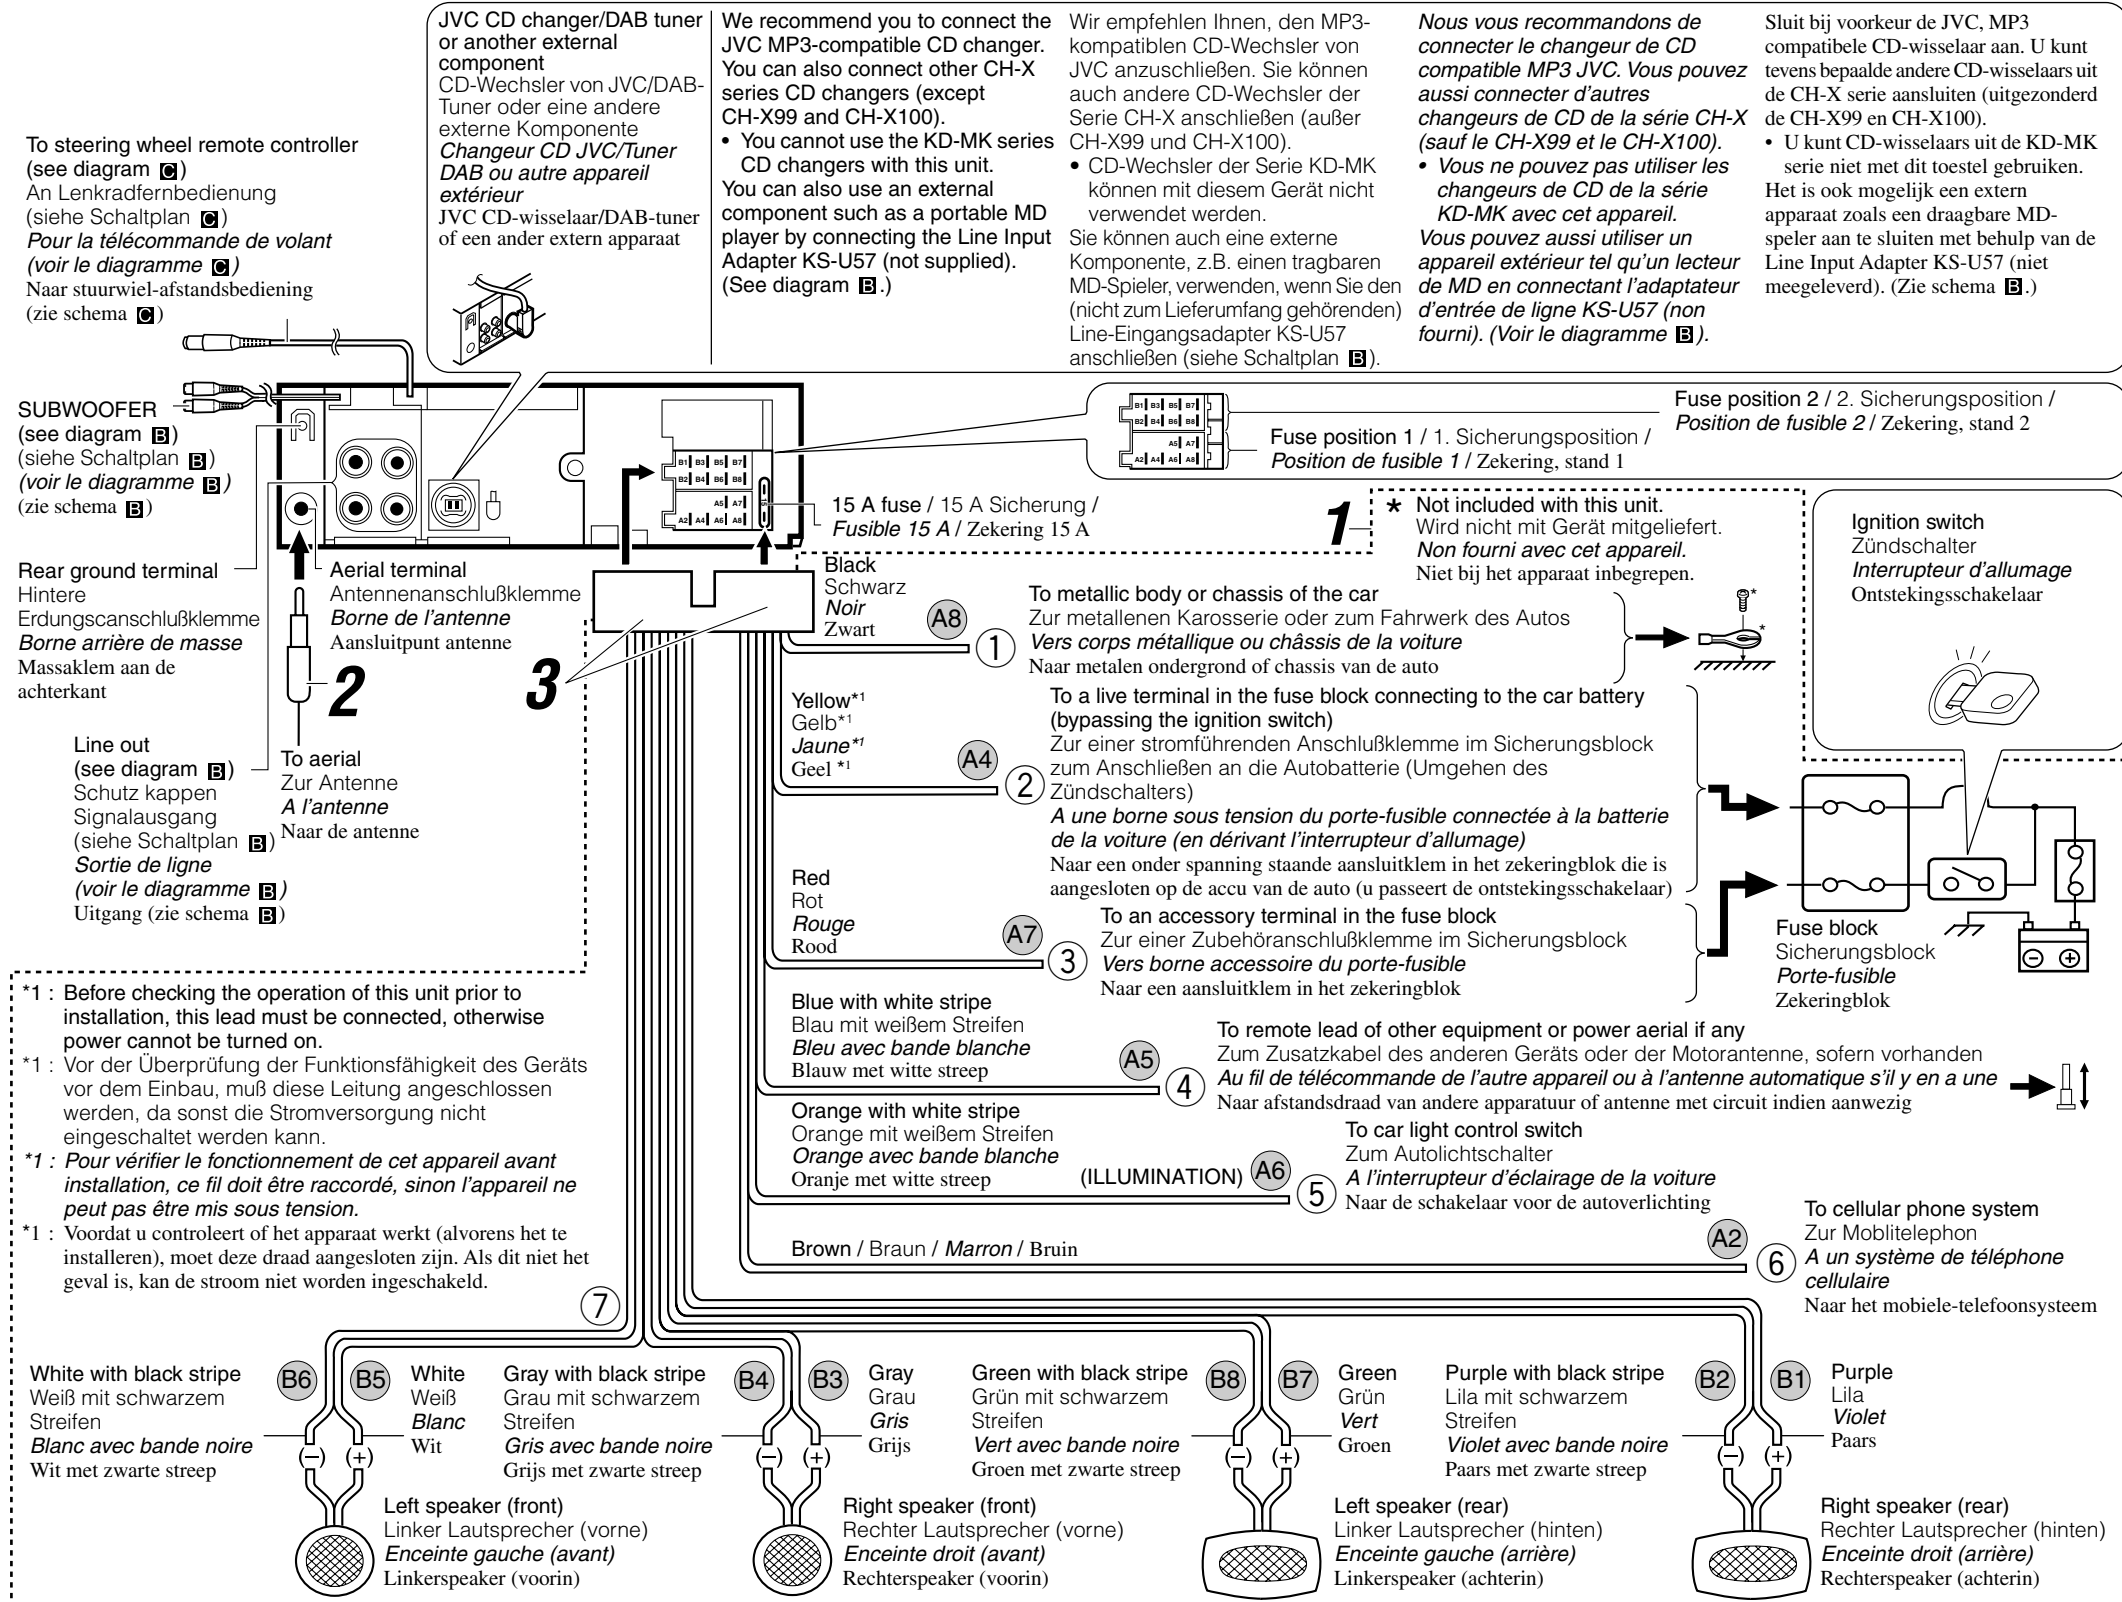 JVC CD changer/DAB tuner
or another external
component
CD-Wechsler von JVC/DAB-
Tuner oder eine andere
externe Komponente
Changeur CD JVC/Tuner
DAB ou autre appareil
extérieur
JVC CD-wisselaar/DAB-tuner
of een ander extern apparaat
We recommend you to connect the
JVC MP3-compatible CD changer.
You can also connect other CH-X
series CD changers (except
CH-X99 and CH-X100).
• You cannot use the KD-MK series
CD changers with this unit.
You can also use an external
component such as a portable MD
player by connecting the Line Input
Adapter KS-U57 (not supplied).
(See diagram B.)
Wir empfehlen Ihnen, den MP3-
kompatiblen CD-Wechsler von
JVC anzuschließen. Sie können
auch andere CD-Wechsler der
Serie CH-X anschließen (außer
CH-X99 und CH-X100).
• CD-Wechsler der Serie KD-MK
können mit diesem Gerät nicht
verwendet werden.
Sie können auch eine externe
Komponente, z.B. einen tragbaren
MD-Spieler, verwenden, wenn Sie den
(nicht zum Lieferumfang gehörenden)
Line-Eingangsadapter KS-U57
anschließen (siehe Schaltplan B).
Nous vous recommandons de
connecter le changeur de CD
compatible MP3 JVC. Vous pouvez
aussi connecter d'autres
changeurs de CD de la série CH-X
(sauf le CH-X99 et le CH-X100).
• Vous ne pouvez pas utiliser les
changeurs de CD de la série
KD-MK avec cet appareil.
Vous pouvez aussi utiliser un
appareil extérieur tel qu'un lecteur
de MD en connectant l'adaptateur
d'entrée de ligne KS-U57 (non
fourni). (Voir le diagramme B).
Sluit bij voorkeur de JVC, MP3
compatibele CD-wisselaar aan. U kunt
tevens bepaalde andere CD-wisselaars uit
de CH-X serie aansluiten (uitgezonderd
de CH-X99 en CH-X100).
• U kunt CD-wisselaars uit de KD-MK
serie niet met dit toestel gebruiken.
Het is ook mogelijk een extern
apparaat zoals een draagbare MD-
speler aan te sluiten met behulp van de
Line Input Adapter KS-U57 (niet
meegeleverd). (Zie schema B.)
To steering wheel remote controller
(see diagram C)
An Lenkradfernbedienung
(siehe Schaltplan C)
Pour la télécommande de volant
(voir le diagramme C)
Naar stuurwiel-afstandsbediening
(zie schema C)
SUBWOOFER
(see diagram B)
(siehe Schaltplan B)
(voir le diagramme B)
(zie schema B)
B1 B3 B5 B7
B2 B4 B6 B8
A5 A7
A2 A4 A6 A8
15
B1 B3 B5 B7
B2 B4 B6 B8
A5 A7
A2 A4 A6 A8
Fuse position 2 / 2. Sicherungsposition /
Position de fusible 2 / Zekering, stand 2
Fuse position 1 / 1. Sicherungsposition /
Position de fusible 1 / Zekering, stand 1
15 A fuse / 15 A Sicherung /
Fusible 15 A / Zekering 15 A
1
* Not included with this unit.
Wird nicht mit Gerät mitgeliefert.
Non fourni avec cet appareil.
Niet bij het apparaat inbegrepen.
Ignition switch
Zündschalter
Interrupteur d'allumage
Ontstekingsschakelaar
Rear ground terminal
Hintere
Erdungscanschlußklemme
Borne arrière de masse
Massaklem aan de
achterkant
Aerial terminal
Antennenanschlußklemme
Borne de l'antenne
Aansluitpunt antenne
2
3
Line out
(see diagram B)
Schutz kappen
Signalausgang
(siehe Schaltplan B)
Sortie de ligne
(voir le diagramme B)
Uitgang (zie schema B)
To aerial
Zur Antenne
A l'antenne
Naar de antenne
Black
Schwarz
Noir
Zwart
A8
1
To metallic body or chassis of the car
Zur metallenen Karosserie oder zum Fahrwerk des Autos
Vers corps métallique ou châssis de la voiture
Naar metalen ondergrond of chassis van de auto
*
*
Yellow*1
Gelb*1
Jaune*1
Geel *1
A4
2
To a live terminal in the fuse block connecting to the car battery
(bypassing the ignition switch)
Zur einer stromführenden Anschlußklemme im Sicherungsblock
zum Anschließen an die Autobatterie (Umgehen des
Zündschalters)
A une borne sous tension du porte-fusible connectée à la batterie
de la voiture (en dérivant l'interrupteur d'allumage)
Naar een onder spanning staande aansluitklem in het zekeringblok die is
aangesloten op de accu van de auto (u passeert de ontstekingsschakelaar)
Red
Rot
Rouge
Rood
A7
3
To an accessory terminal in the fuse block
Zur einer Zubehöranschlußklemme im Sicherungsblock
Vers borne accessoire du porte-fusible
Naar een aansluitklem in het zekeringblok
Fuse block
Sicherungsblock
Porte-fusible
Zekeringblok
− +
*1 : Before checking the operation of this unit prior to
installation, this lead must be connected, otherwise
power cannot be turned on.
*1 : Vor der Überprüfung der Funktionsfähigkeit des Geräts
vor dem Einbau, muß diese Leitung angeschlossen
werden, da sonst die Stromversorgung nicht
eingeschaltet werden kann.
*1 : Pour vérifier le fonctionnement de cet appareil avant
installation, ce fil doit être raccordé, sinon l'appareil ne
peut pas être mis sous tension.
*1 : Voordat u controleert of het apparaat werkt (alvorens het te
installeren), moet deze draad aangesloten zijn. Als dit niet het
geval is, kan de stroom niet worden ingeschakeld.
Blue with white stripe
Blau mit weißem Streifen
Bleu avec bande blanche
Blauw met witte streep
A5
4
To remote lead of other equipment or power aerial if any
Zum Zusatzkabel des anderen Geräts oder der Motorantenne, sofern vorhanden
Au fil de télécommande de l'autre appareil ou à l'antenne automatique s'il y en a une
Naar afstandsdraad van andere apparatuur of antenne met circuit indien aanwezig
Orange with white stripe
Orange mit weißem Streifen
Orange avec bande blanche
Oranje met witte streep
(ILLUMINATION) A6
5
To car light control switch
Zum Autolichtschalter
A l'interrupteur d'éclairage de la voiture
Naar de schakelaar voor de autoverlichting
Brown / Braun / Marron / Bruin
A2
6
To cellular phone system
Zur Moblitelephon
A un système de téléphone
cellulaire
Naar het mobiele-telefoonsysteem
7
White with black stripe
Weiß mit schwarzem
Streifen
Blanc avec bande noire
Wit met zwarte streep
B6 B5
White
Weiß
Blanc
Wit
(−) (+)
Left speaker (front)
Linker Lautsprecher (vorne)
Enceinte gauche (avant)
Linkerspeaker (voorin)
Gray with black stripe
Grau mit schwarzem
Streifen
Gris avec bande noire
Grijs met zwarte streep
B4 B3
Gray
Grau
Gris
Grijs
(−) (+)
Right speaker (front)
Rechter Lautsprecher (vorne)
Enceinte droit (avant)
Rechterspeaker (voorin)
Green with black stripe
Grün mit schwarzem
Streifen
Vert avec bande noire
Groen met zwarte streep
B8 B7
Green
Grün
Vert
Groen
(−) (+)
Left speaker (rear)
Linker Lautsprecher (hinten)
Enceinte gauche (arrière)
Linkerspeaker (achterin)
Purple with black stripe
Lila mit schwarzem
Streifen
Violet avec bande noire
Paars met zwarte streep
B2 B1
Purple
Lila
Violet
Paars
(−) (+)
Right speaker (rear)
Rechter Lautsprecher (hinten)
Enceinte droit (arrière)
Rechterspeaker (achterin)